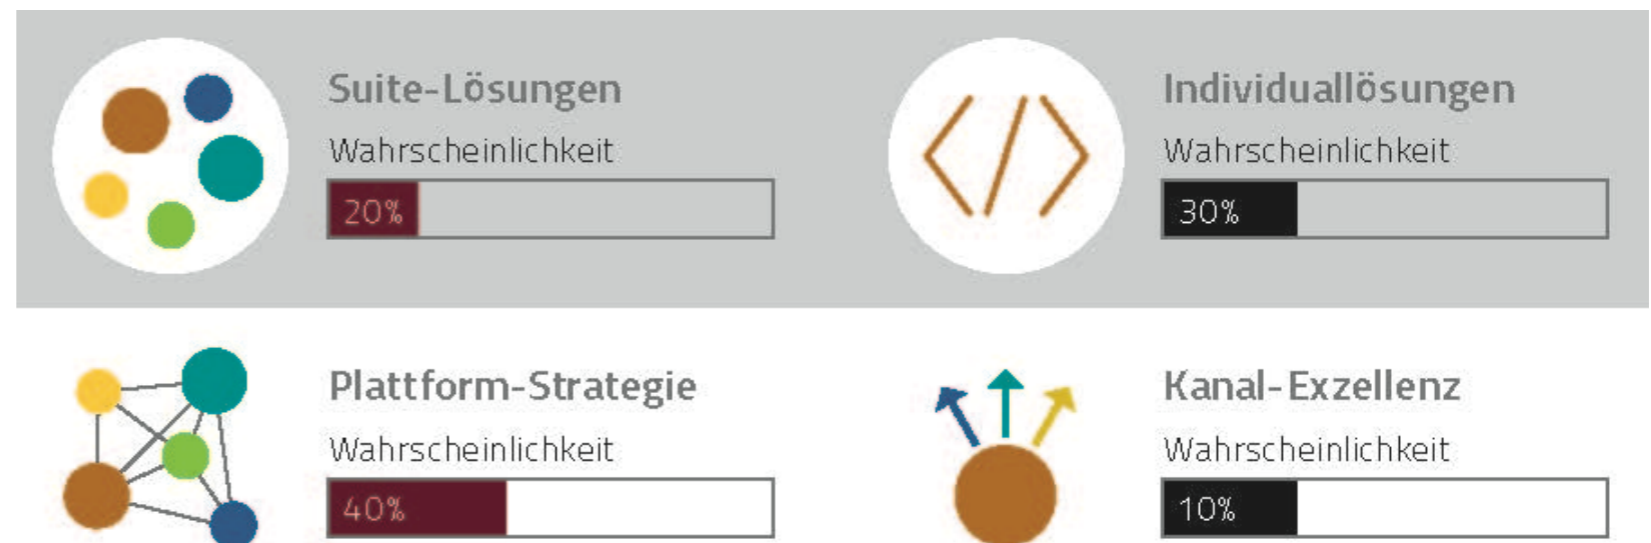 Suite-Lösungen
Wahrscheinlichkeit
20%
Individuallösungen
Wahrscheinlichkeit
30%
Plattform-Strategie
Wahrscheinlichkeit
40%
Kanal-Exzellenz
Wahrscheinlichkeit
10%